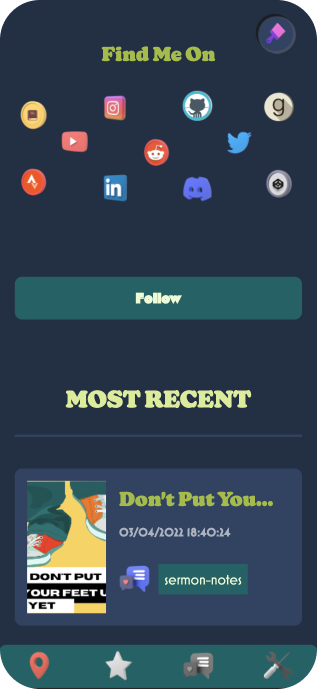 Find Me On
g
in
Follow
MOST RECENT
Don't Put You...
03/04/2022 18:40:24
DON'T PUT
YOUR FEET U
YET
sermon-notes